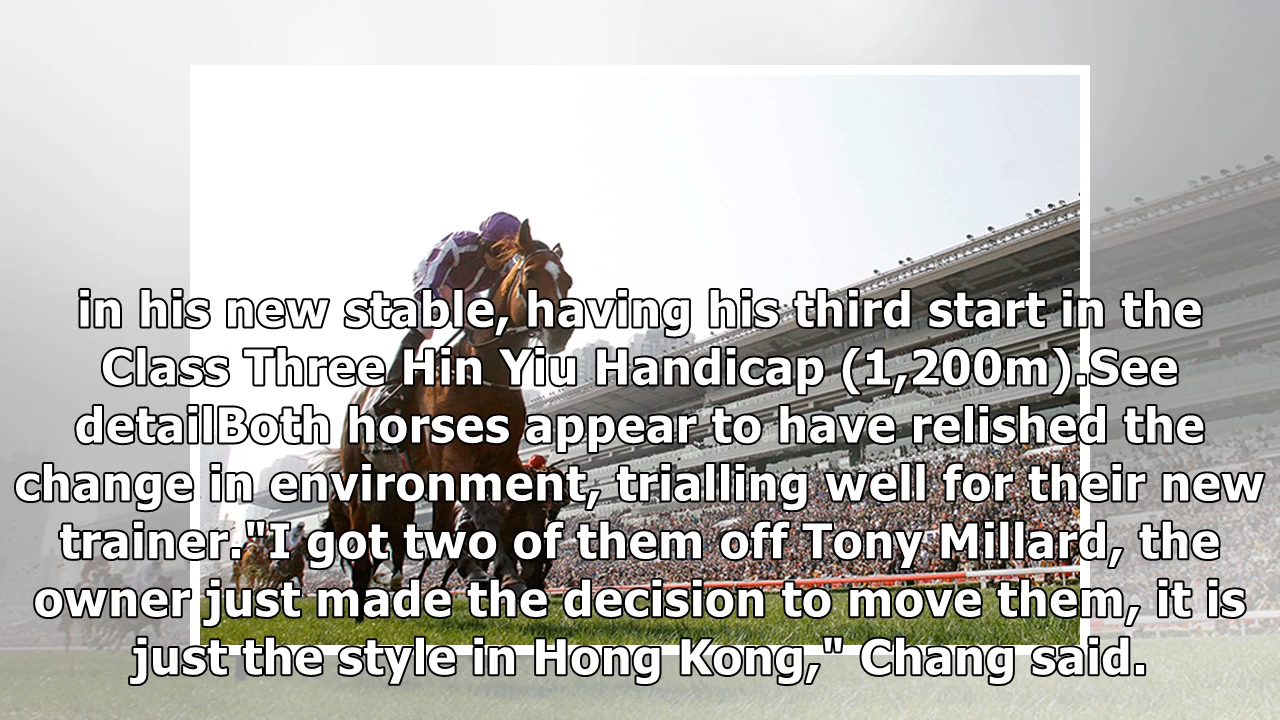 in his new stable, having his third start in the
Class Three Hin Yiu Handicap (1,200m).See
detailBoth horses appear to have relished the
change in environment, trialling well for their new
trainer."I got two of them off Tony Millard, the
owner just made the decision to move them, it is
just the style in Hong Kong," Chang said.